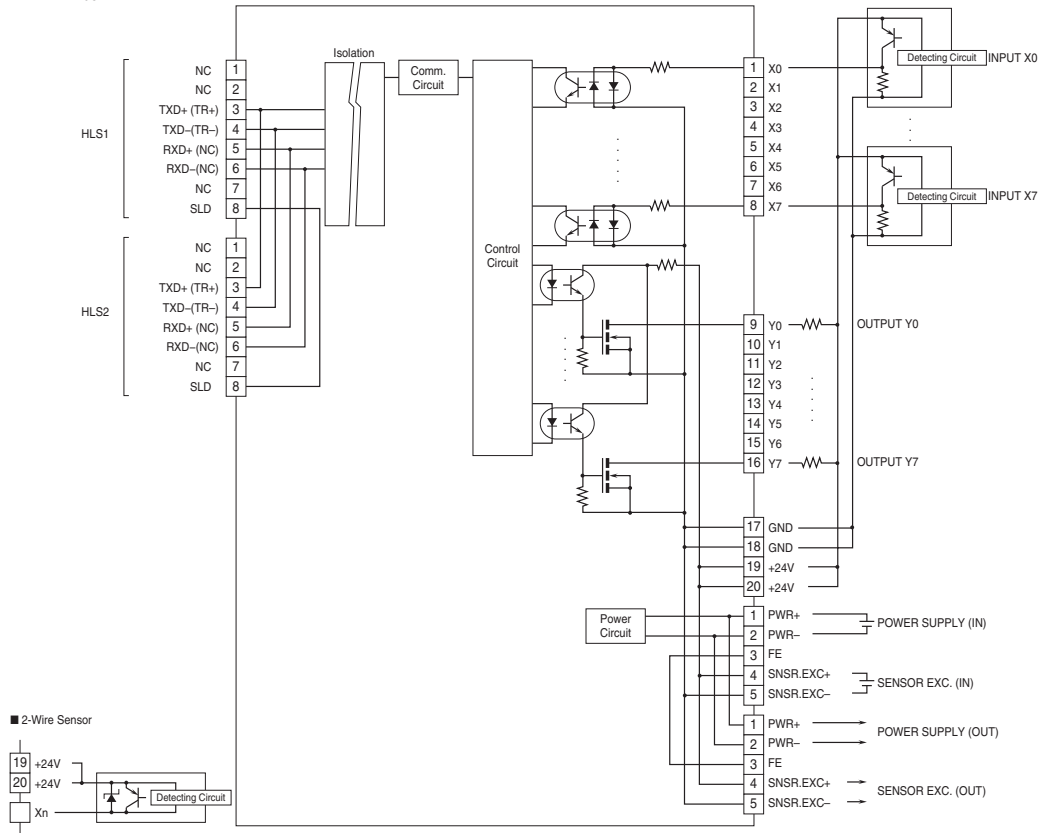 Isolation
HLS1
NC 1
NC 2
TXD+ (TR+) 3
TXD–(TR–) 4
RXD+ (NC) 5
RXD–(NC) 6
NC 7
SLD 8
HLS2
NC 1
NC 2
TXD+ (TR+) 3
TXD–(TR–) 4
RXD+ (NC) 5
RXD–(NC) 6
NC 7
SLD 8
Comm.
Circuit
Control
Circuit
Power
Circuit
1 X0
2 X1
3 X2
4 X3
5 X4
6 X5
7 X6
8 X7
Detecting Circuit INPUT X0
Detecting Circuit INPUT X7
9 Y0 OUTPUT Y0
10 Y1
11 Y2
12 Y3
13 Y4
14 Y5
15 Y6
16 Y7 OUTPUT Y7
17 GND
18 GND
19 +24V
20 +24V
1 PWR+
2 PWR–
POWER SUPPLY (IN)
3 FE
4 SNSR.EXC+
5 SNSR.EXC–
SENSOR EXC. (IN)
1 PWR+
2 PWR–
POWER SUPPLY (OUT)
3 FE
4 SNSR.EXC+
5 SNSR.EXC–
SENSOR EXC. (OUT)
■ 2-Wire Sensor
19 +24V
20 +24V
Xn
Detecting Circuit